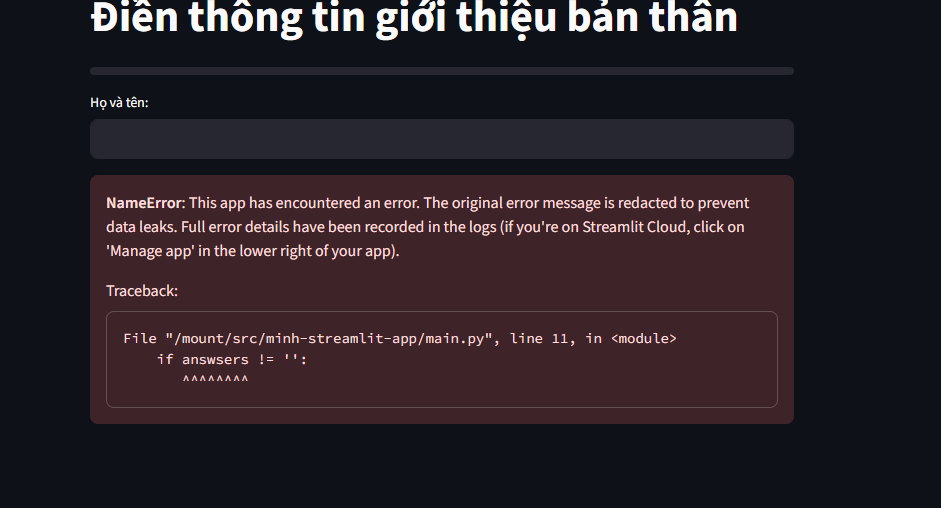 Điền thông tin giới thiệu bản thân
Họ và tên:
NameError: This app has encountered an error. The original error message is redacted to prevent
data leaks. Full error details have been recorded in the logs (if you're on Streamlit Cloud, click on
'Manage app' in the lower right of your app).
Traceback:
File "/mount/src/minh-streamlit-app/main.py", line 11, in <module>
if answsers != '':
^^^^^^^^